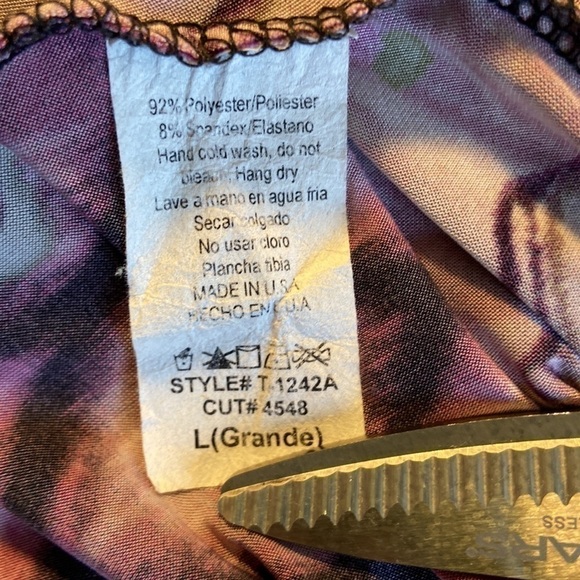 92% Polyester/Poliester
8% Spandex/Elastano
Hand cold wash, do not
bleach, Hang dry
Lave a mano en agua fria
Secar colgado
No usar cloro
Plancha tibia
MADE IN U.S.A
HECHO EN U.A
STYLE# T.1242A
CUT# 4548
L(Grande)